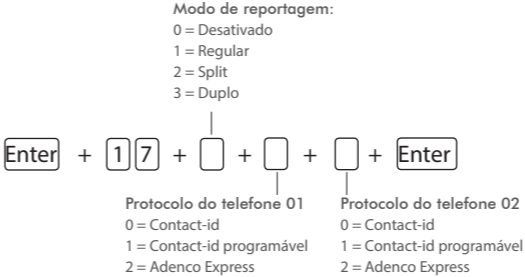 Modo de reportagem:
0 = Desativado
1 = Regular
2 = Split
3 = Duplo
Enter + 1 7 + + + + Enter
Protocolo do telefone 01
0 = Contact-id
1 = Contact-id programável
2 = Adenco Express
Protocolo do telefone 02
0 = Contact-id
1 = Contact-id programável
2 = Adenco Express